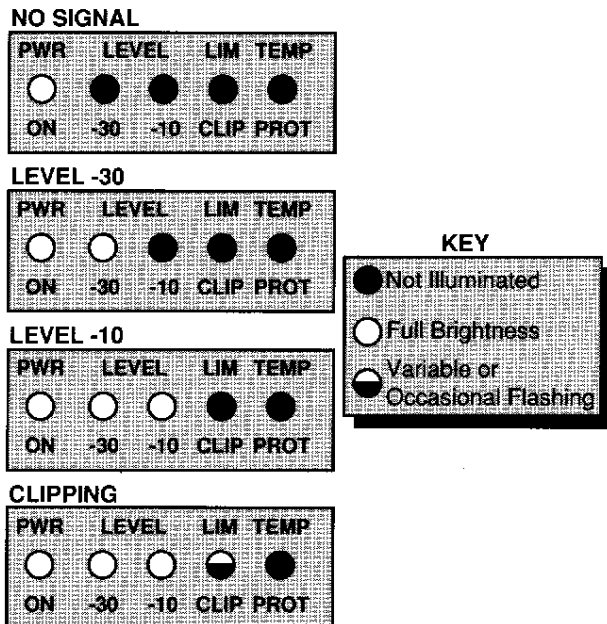 NO SIGNAL
PWR LEVEL LIM TEMP
ON -30 -10 CLIP PROT
LEVEL -30
PWR LEVEL LIM TEMP
ON -30 -10 CLIP PROT
KEY
Not Illuminated
Full Brightness
Variable or
Occasional Flashing
LEVEL -10
PWR LEVEL LIM TEMP
ON -30 -10 CLIP PROT
CLIPPING
PWR LEVEL LIM TEMP
ON -30 -10 CLIP PROT